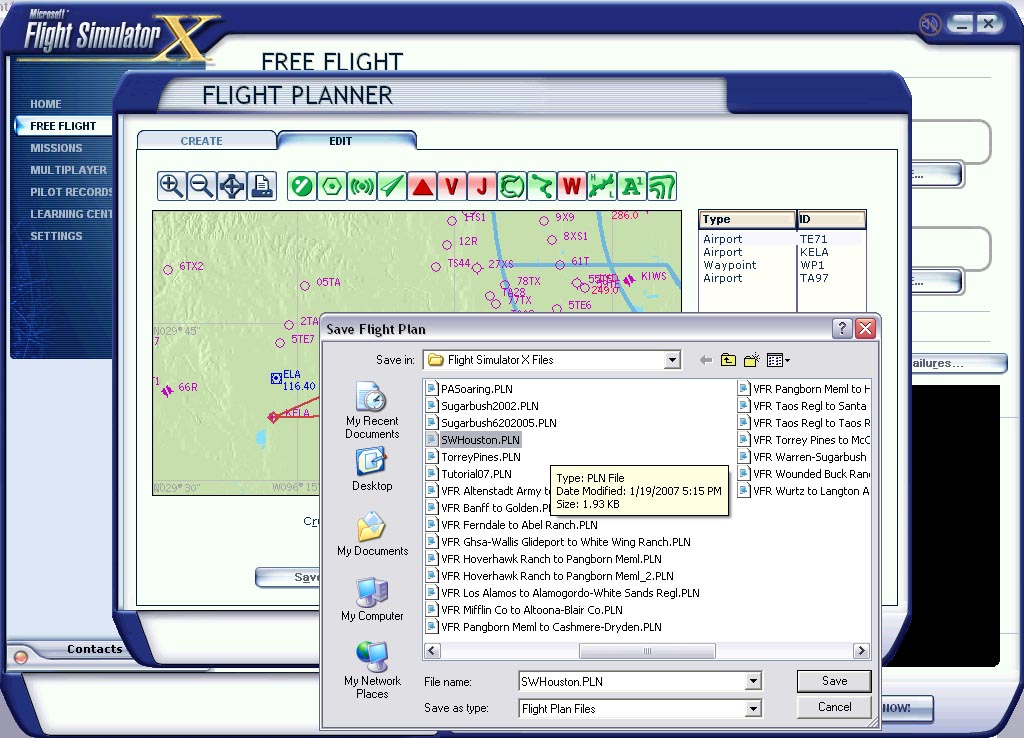 Microsoft
Flight Simulator X
FREE FLIGHT
FLIGHT PLANNER
HOME
FREE FLIGHT
MISSIONS
MULTIPLAYER
PILOT RECORDS
LEARNING CENT
SETTINGS
CREATE
EDIT
V
J
W
A
Type
ID
Airport TE71
Airport KELA
Waypoint WP1
Airport TA97
6TX2
05TA
12R
TS44
27XS
78TX
9X9
8XS1
61T
286.0
KIWS
249.0
5TE6
N029° 45'
5TE7
ELA
116.40
66R
KELA
N029° 30'
W096° 15'
Save Flight Plan
Save in:
Flight Simulator X Files
My Recent
Documents
Desktop
My Documents
My Computer
My Network
Places
PASoaring.PLN
Sugarbush2002.PLN
Sugarbush6202005.PLN
SWHouston.PLN
TorreyPines.PLN
Tutorial07.PLN
VFR Altenstadt Army to
VFR Banff to Golden.PL
VFR Ferndale to Abel Ranch.PLN
VFR Ghsa-Wallis Glideport to White Wing Ranch.PLN
VFR Hoverhawk Ranch to Pangborn Meml.PLN
VFR Hoverhawk Ranch to Pangborn Meml_2.PLN
VFR Los Alamos to Alamogordo-White Sands Regl.PLN
VFR Mifflin Co to Altoona-Blair Co.PLN
VFR Pangborn Meml to Cashmere-Dryden.PLN
VFR Pangborn Meml to H
VFR Taos Regl to Santa
VFR Taos Regl to Taos R
VFR Torrey Pines to McC
VFR Warren-Sugarbush
VFR Wounded Buck Ran
VFR Wurtz to Langton A
Type: PLN File
Date Modified: 1/19/2007 5:15 PM
Size: 1.93 KB
File name:
SWHouston.PLN
Save
Save as type:
Flight Plan Files
Cancel
Cru
Save
ailures...
Contacts
NOW!